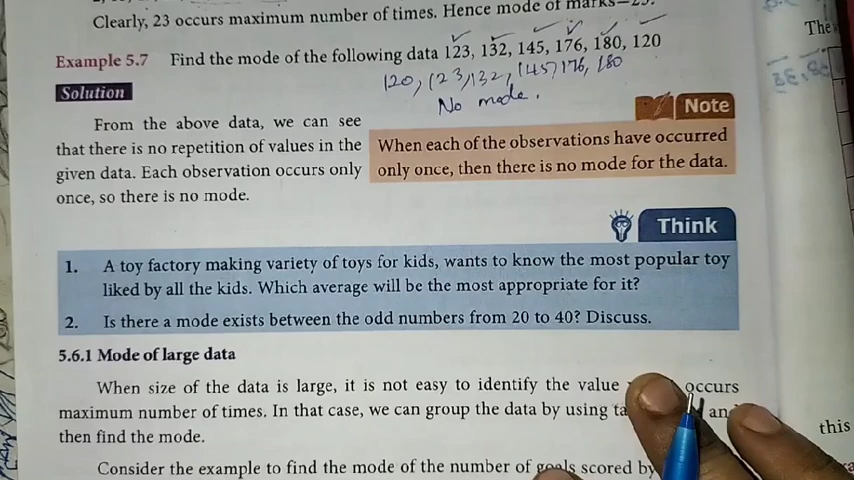 Clearly, 23 occurs maximum number of times. Hence mode of marks=23.
Example 5.7 Find the mode of the following data 123, 132, 145, 176, 180, 120
120, 123, 132, 145, 176, 180
No mode.
Solution
From the above data, we can see
that there is no repetition of values in the
given data. Each observation occurs only
once, so there is no mode.
Note
When each of the observations have occurred
only once, then there is no mode for the data.
Think
1. A toy factory making variety of toys for kids, wants to know the most popular toy
liked by all the kids. Which average will be the most appropriate for it?
2. Is there a mode exists between the odd numbers from 20 to 40? Discuss.
5.6.1 Mode of large data
When size of the data is large, it is not easy to identify the value occurs
maximum number of times. In that case, we can group the data by using
then find the mode.
Consider the example to find the mode of the number of goals scored by
The
this